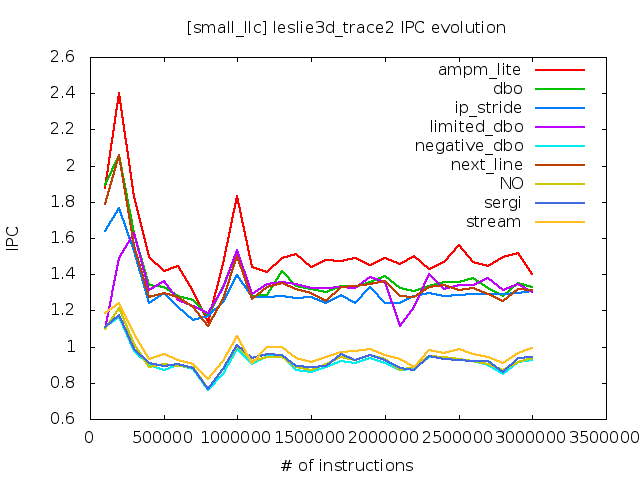 [small_llc] leslie3d_trace2 IPC evolution
2.6
2.4
2.2
2
1.8
1.6
1.4
1.2
1
0.8
0.6
IPC
ampm_lite
dbo
ip_stride
limited_dbo
negative_dbo
next_line
NO
sergi
stream
0 500000 1000000 1500000 2000000 2500000 3000000 3500000
# of instructions